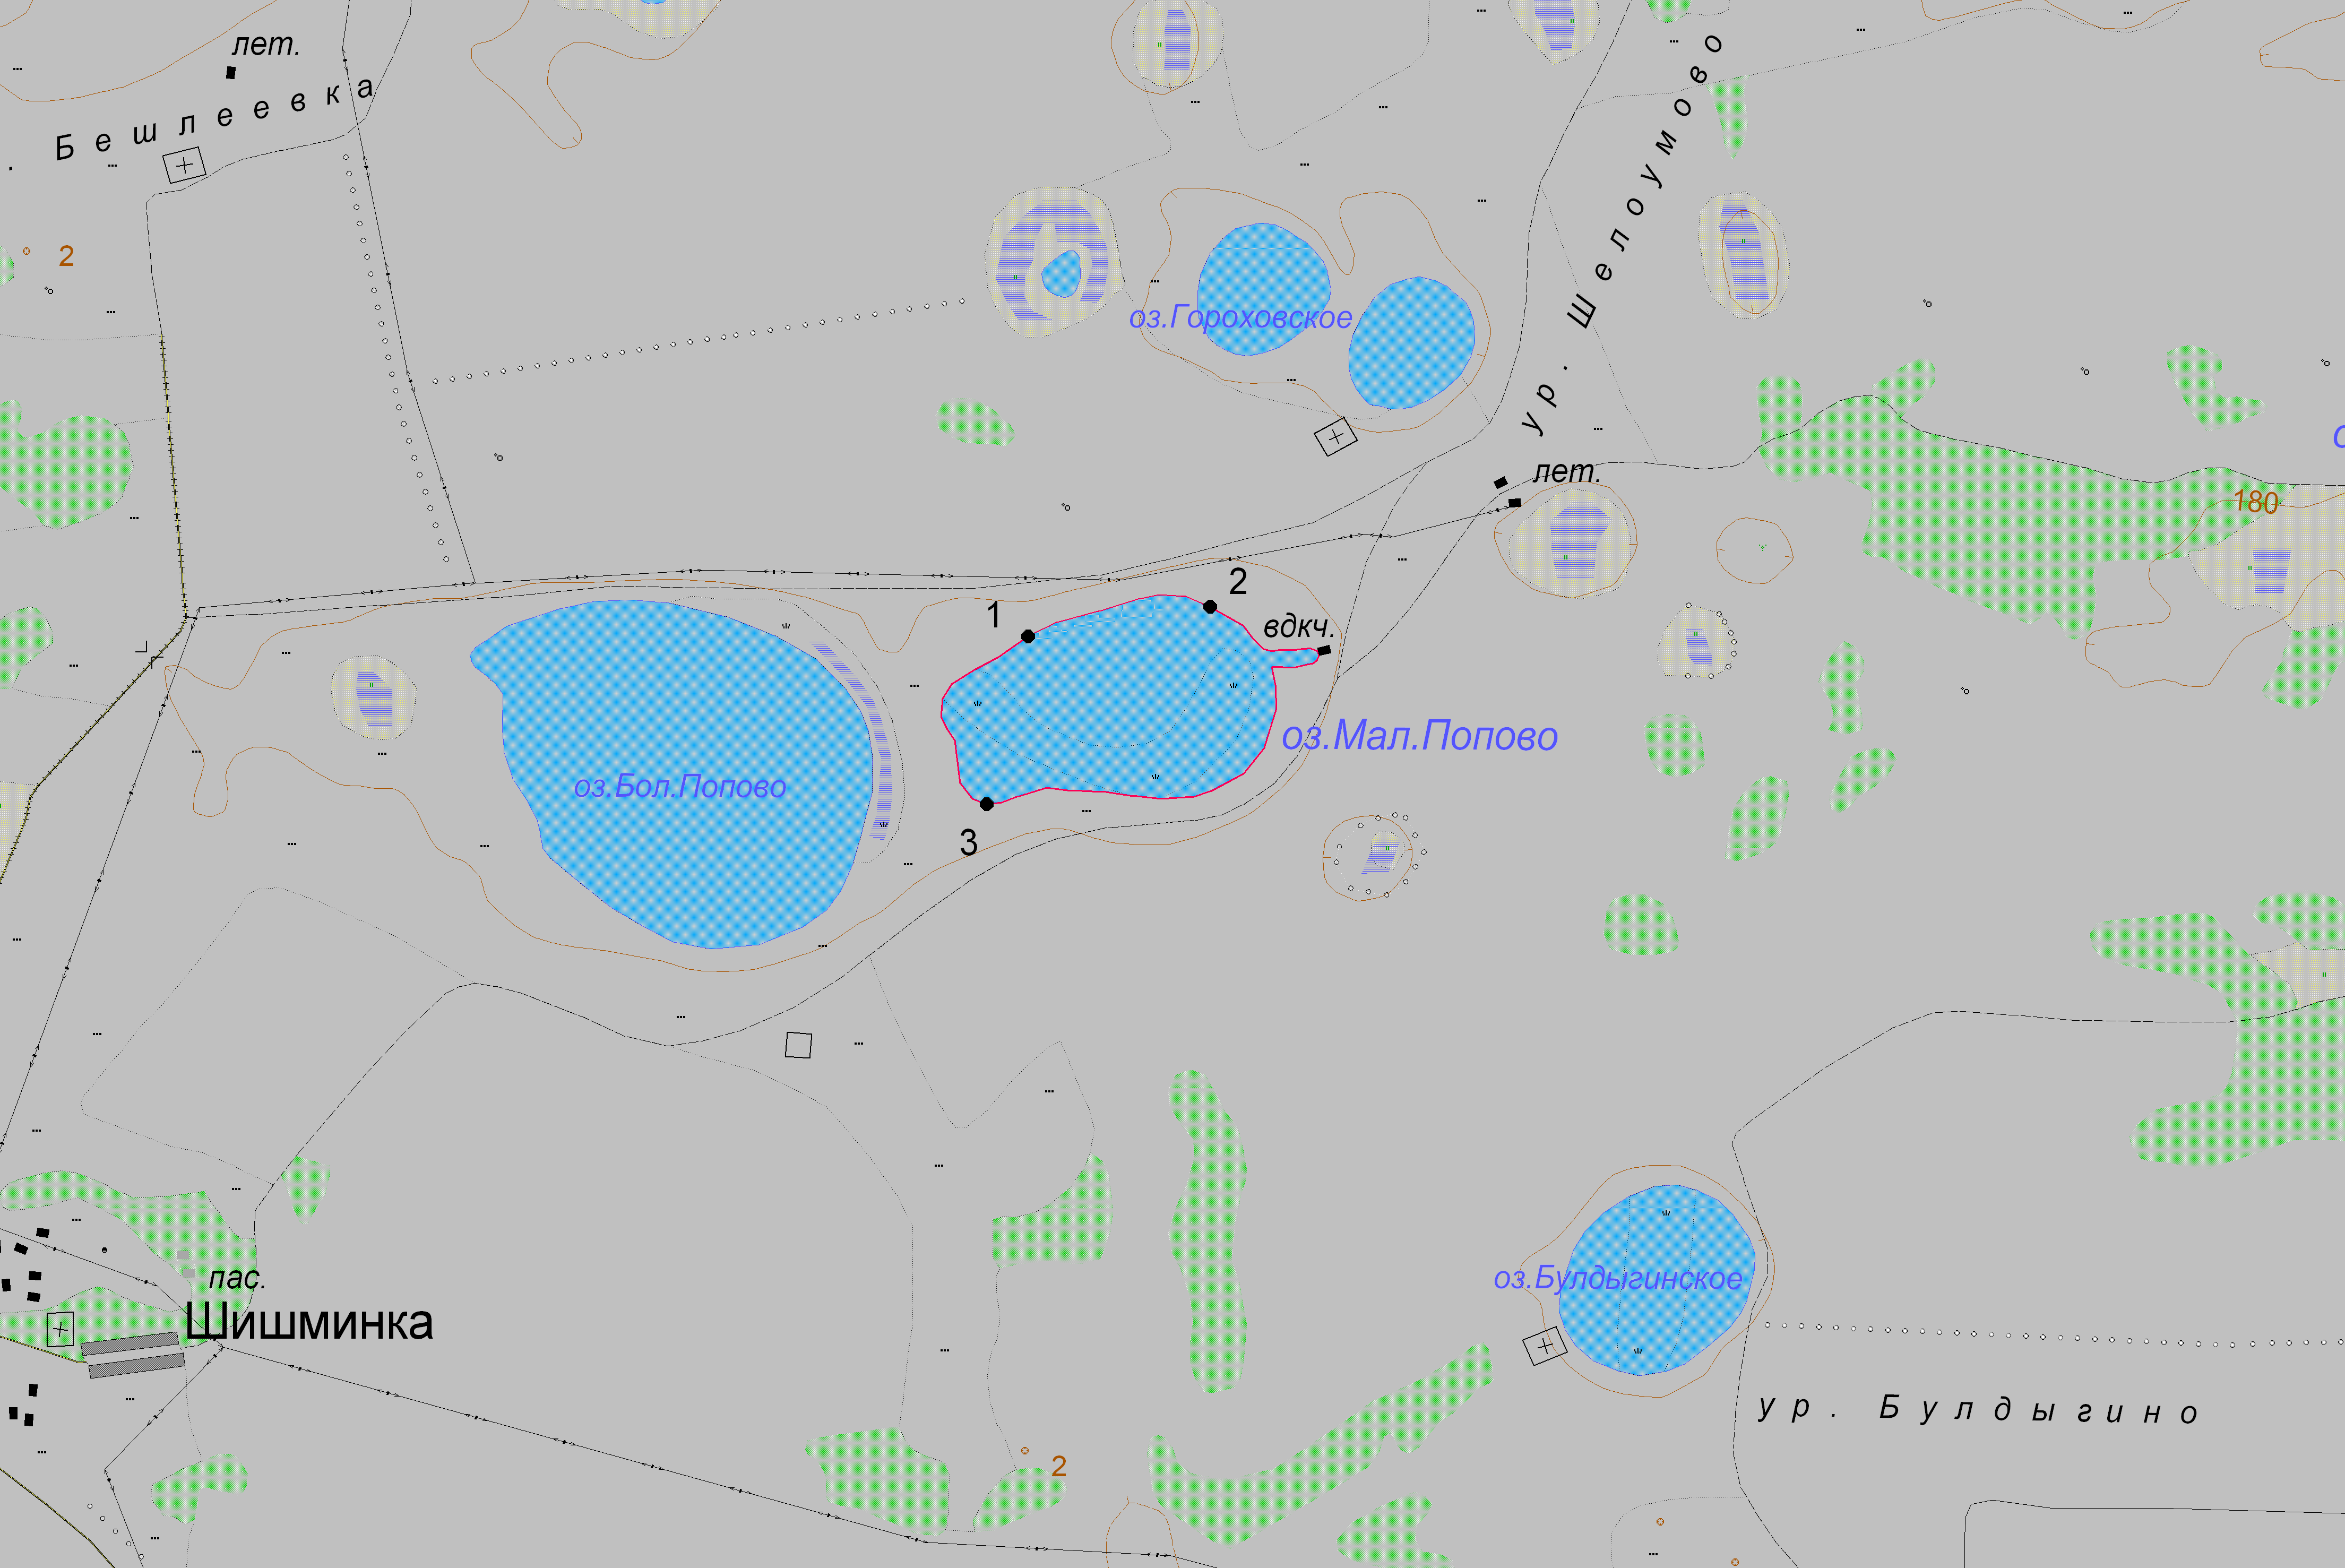 лет.
. Бешлеевка
2
оз.Гороховское
ур. Шелоумово
лет.
180
1
2
вдкч.
оз.Мал.Попово
оз.Бол.Попово
3
пас.
Шишминка
оз.Булдыгинское
ур. Булдыгино
2